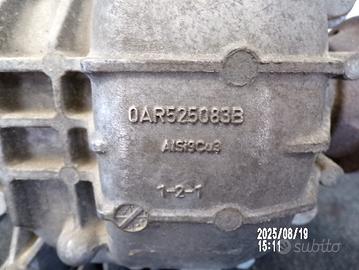 0AR525083B
AlSi9Cu3
1-2-1
2025/08/19
15:11
subito